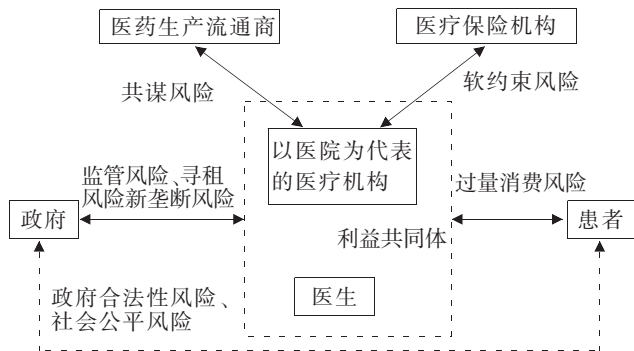 医药生产流通商
医疗保险机构
共谋风险
软约束风险
以医院为代表
的医疗机构
监管风险、寻租
风险新垄断风险
过量消费风险
政府
患者
利益共同体
医生
政府合法性风险、
社会公平风险